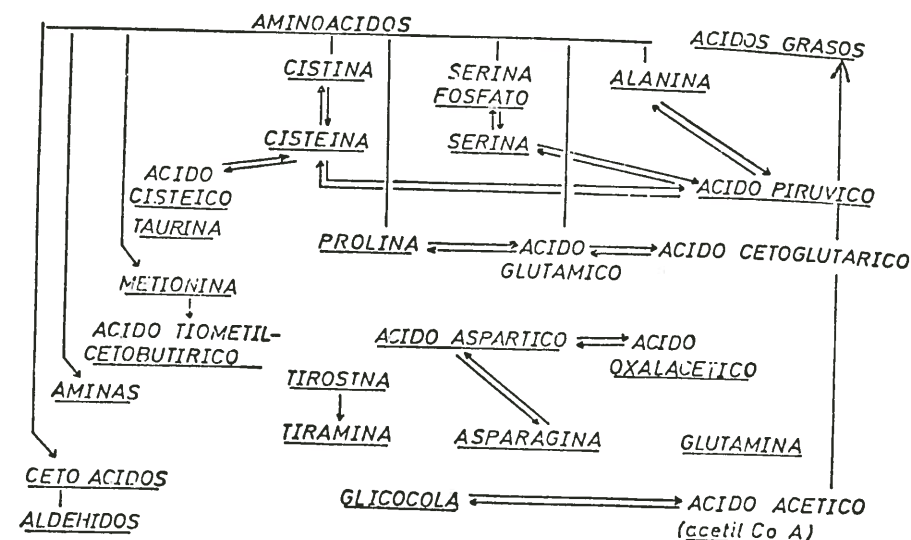 AMINOACIDOS
ACIDOS GRASOS
CISTINA
SERINA
FOSFATO
ALANINA
CISTEINA
SERINA
ACIDO
CISTEICO
TAURINA
ACIDO PIRUVICO
PROLINA
ACIDO
GLUTAMICO
ACIDO CETOGLUTARICO
METIONINA
ACIDO TIOMETIL-
CETOBUTIRICO
ACIDO ASPARTICO
ACIDO
OXALACETICO
AMINAS
TIROSINA
TIRAMINA
ASPARAGINA
GLUTAMINA
CETO ACIDOS
ALDEHIDOS
GLICOCOLA
ACIDO ACETICO
(acetil Co A)